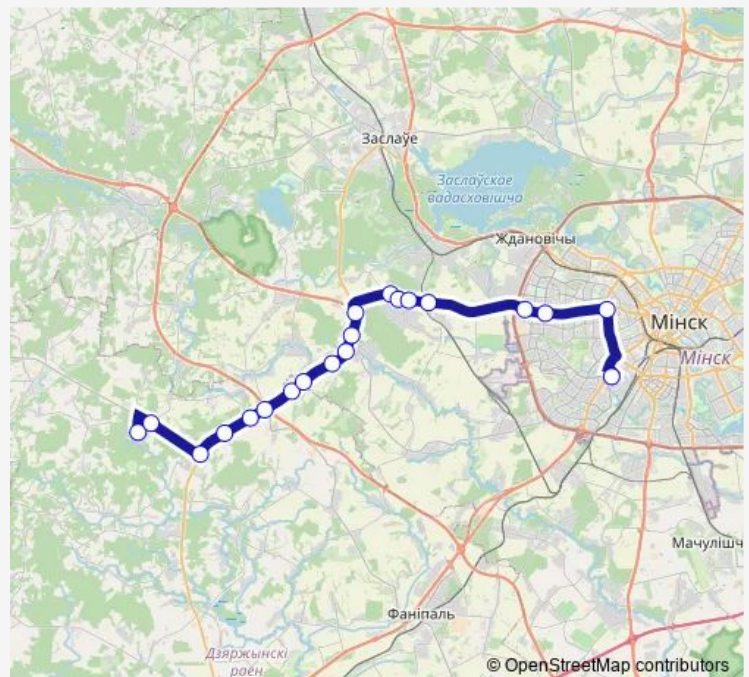 Заслаўе
Заслаўскае
вадасховішча
Ждановічы
Мінск
Мінск
Мачулішч
Фаніпаль
Дзяржынскі
раён
© OpenStreetMap contributors